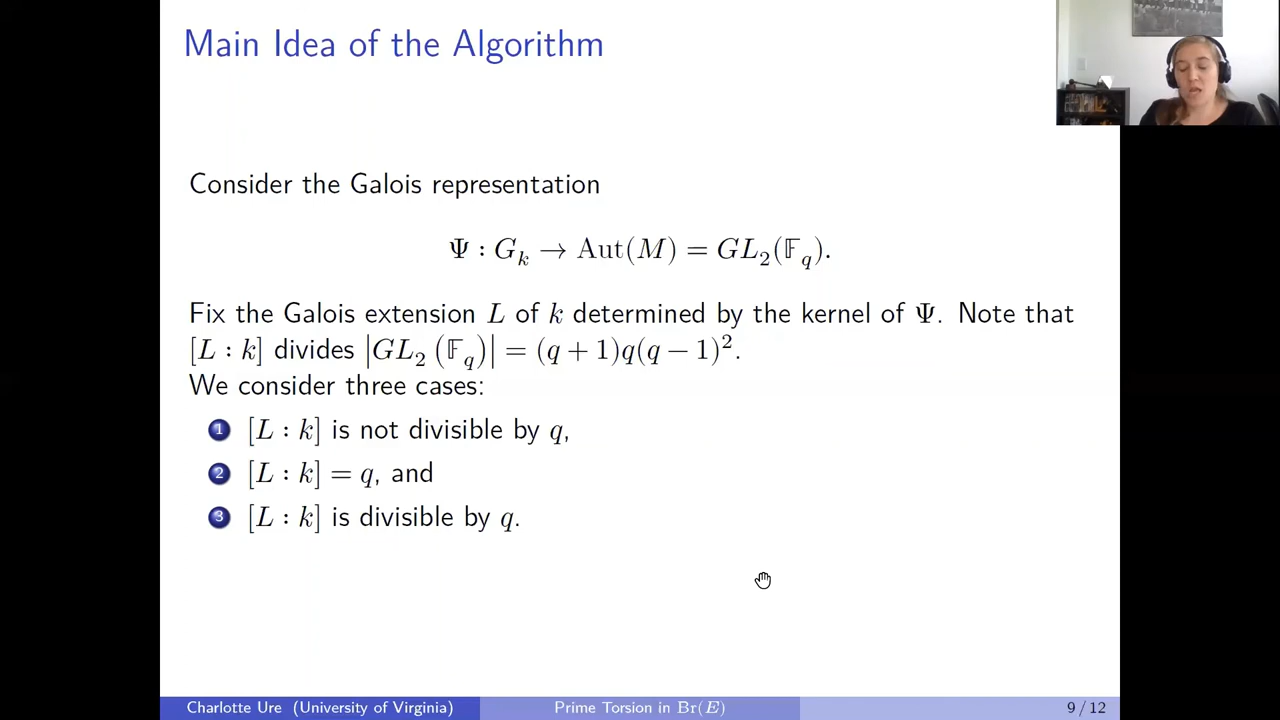 Main Idea of the Algorithm
Consider the Galois representation
Ψ : G_k → Aut(M) = GL_2(𝔽_q).
Fix the Galois extension L of k determined by the kernel of Ψ. Note that
[L : k] divides |GL_2 (𝔽_q)| = (q + 1)q(q − 1)^2.
We consider three cases:
1 [L : k] is not divisible by q,
2 [L : k] = q, and
3 [L : k] is divisible by q.
Charlotte Ure (University of Virginia) Prime Torsion in Br(E) 9 / 12